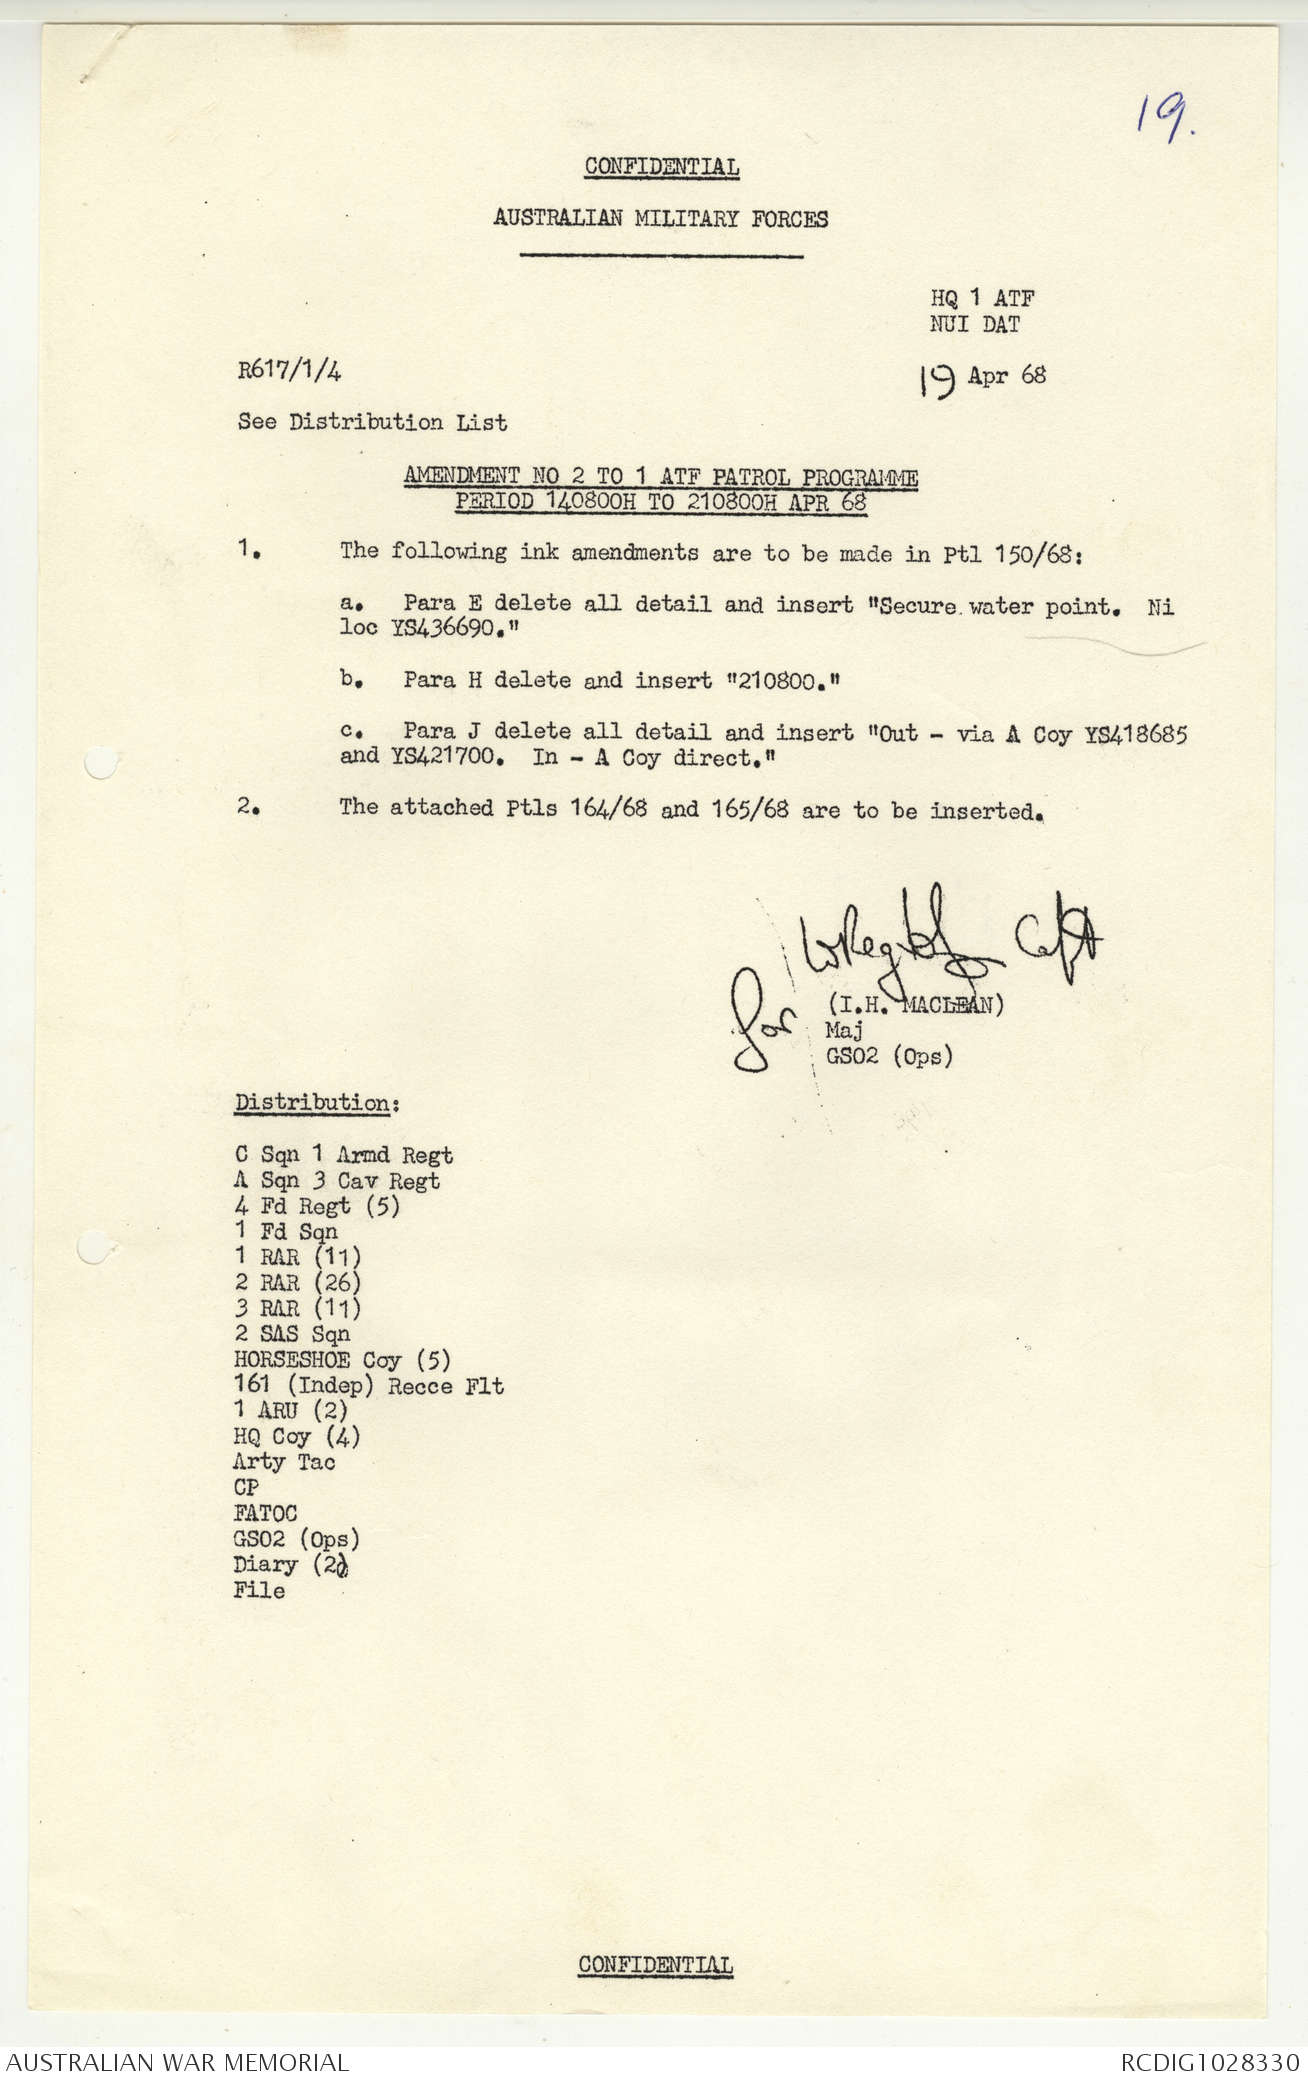 19.
CONFIDENTIAL
AUSTRALIAN MILITARY FORCES
HQ 1 ATF
NUI DAT
R617/1/4
19 Apr 68
See Distribution List
AMENDMENT NO 2 TO 1 ATF PATROL PROGRAMME
PERIOD 140800H TO 210800H APR 68
1. The following ink amendments are to be made in Ptl 150/68:
a. Para E delete all detail and insert "Secure water point. Ni
loc YS436690."
b. Para H delete and insert "210800."
c. Para J delete all detail and insert "Out - via A Coy YS418685
and YS421700. In - A Coy direct."
2. The attached Ptls 164/68 and 165/68 are to be inserted.
Capt
for (I.H. MACLEAN)
Maj
GSO2 (Ops)
Distribution:
C Sqn 1 Armd Regt
A Sqn 3 Cav Regt
4 Fd Regt (5)
1 Fd Sqn
1 RAR (11)
2 RAR (26)
3 RAR (11)
2 SAS Sqn
HORSESHOE Coy (5)
161 (Indep) Recce Flt
1 ARU (2)
HQ Coy (4)
Arty Tac
CP
FATOC
GSO2 (Ops)
Diary (2)
File
CONFIDENTIAL
AUSTRALIAN WAR MEMORIAL
RCDIG1028330